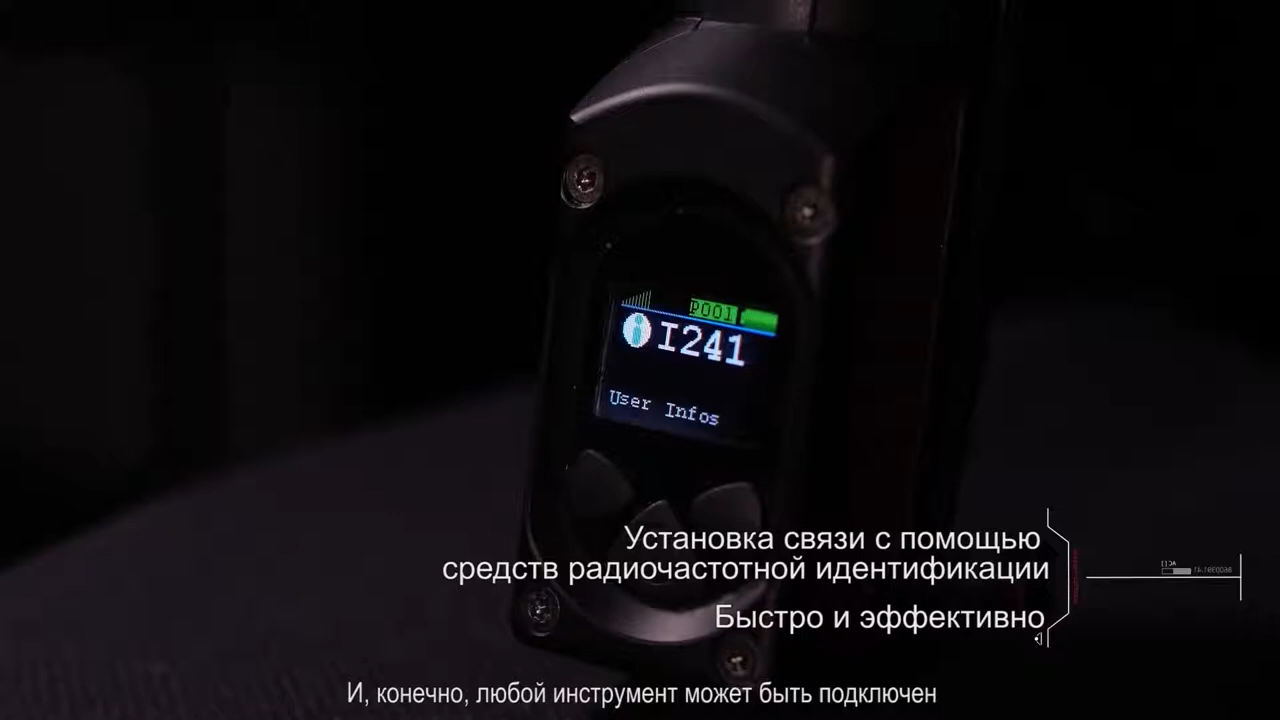 P001
I241
User Infos
Установка связи с помощью
средств радиочастотной идентификации
Быстро и эффективно
И, конечно, любой инструмент может быть подключен